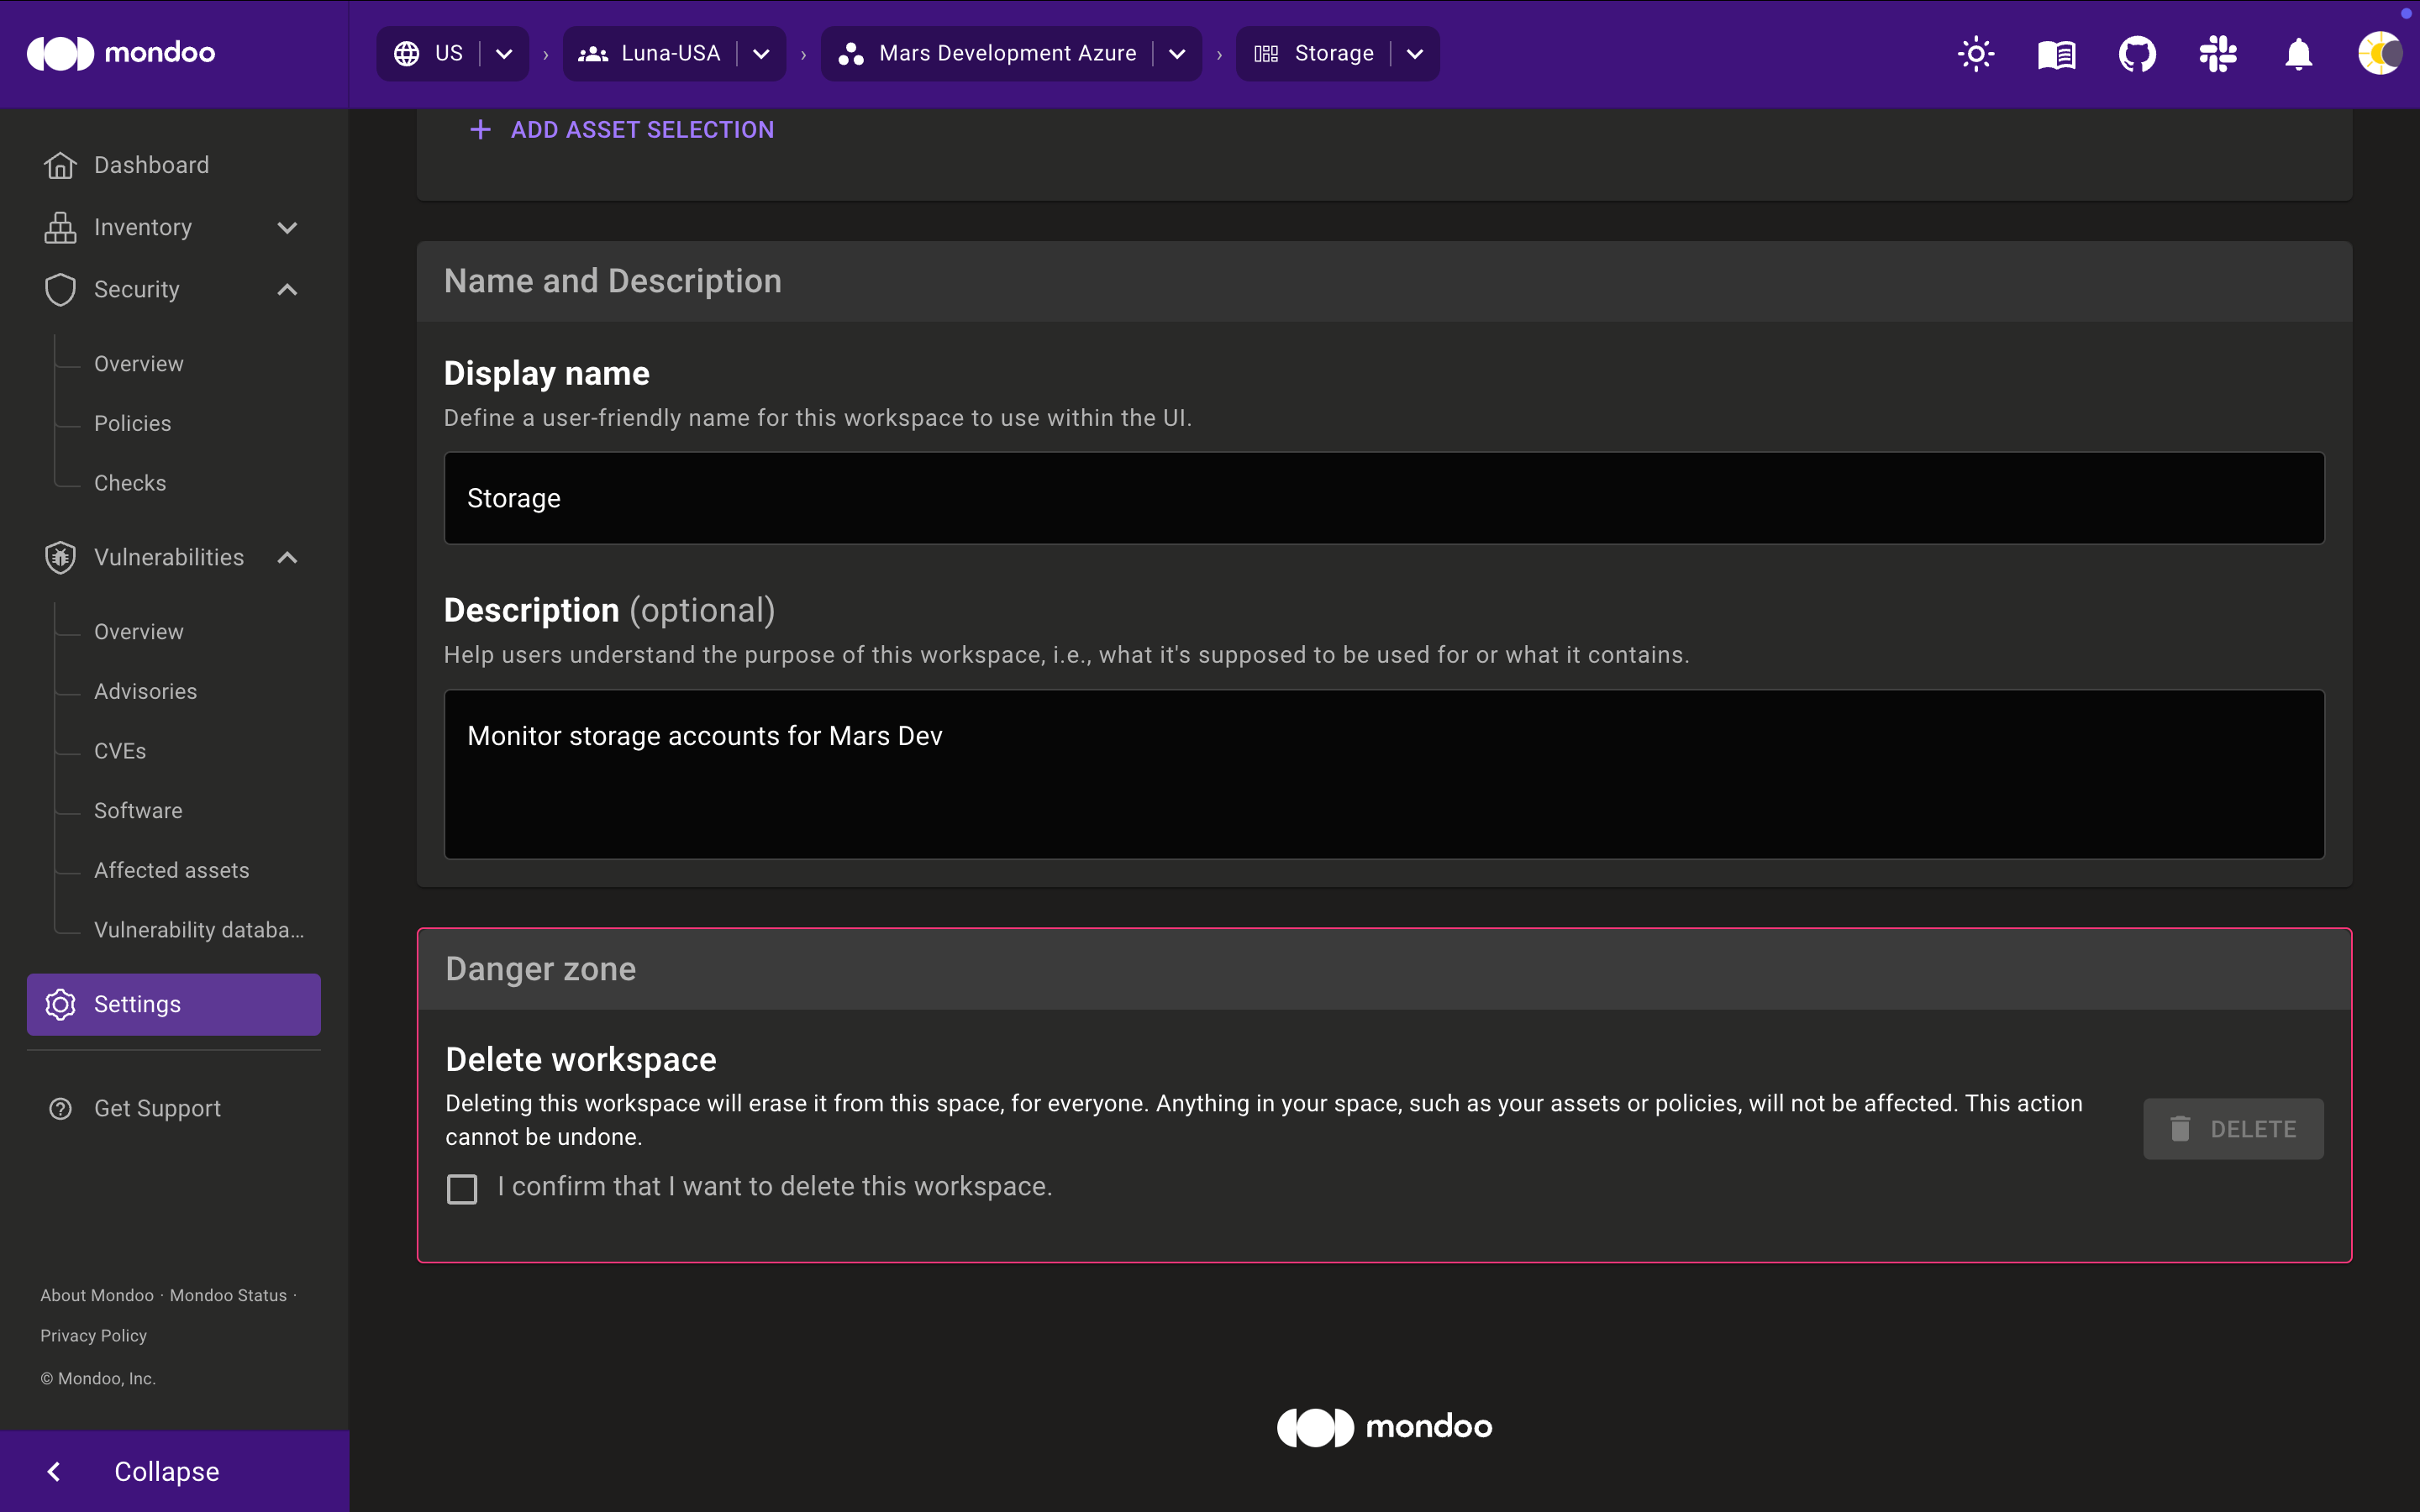 mondoo
US
Luna-USA
Mars Development Azure
Storage
Dashboard
Inventory
Security
Overview
Policies
Checks
Vulnerabilities
Overview
Advisories
CVEs
Software
Affected assets
Vulnerability databa...
Settings
Get Support
About Mondoo · Mondoo Status ·
Privacy Policy
© Mondoo, Inc.
Collapse
+ ADD ASSET SELECTION
Name and Description
Display name
Define a user-friendly name for this workspace to use within the UI.
Storage
Description (optional)
Help users understand the purpose of this workspace, i.e., what it's supposed to be used for or what it contains.
Monitor storage accounts for Mars Dev
Danger zone
Delete workspace
Deleting this workspace will erase it from this space, for everyone. Anything in your space, such as your assets or policies, will not be affected. This action
cannot be undone.
DELETE
I confirm that I want to delete this workspace.
mondoo